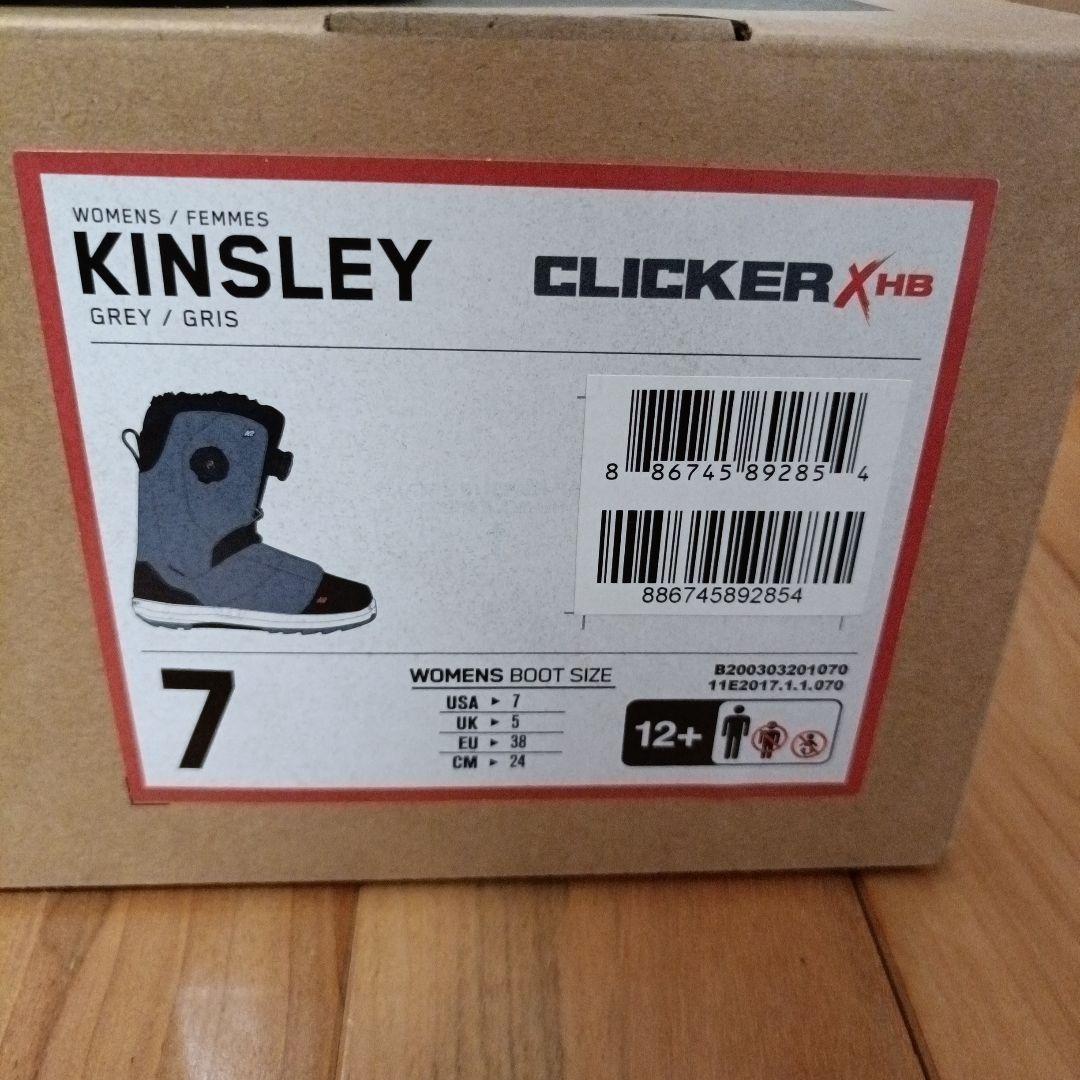 WOMENS / FEMMES
KINSLEY
GREY / GRIS
CLICKER X HB
K2
8 86745 89285 4
886745892854
7
WOMENS BOOT SIZE
USA ► 7
UK ► 5
EU ► 38
CM ► 24
B200303201070
11E2017.1.1.070
12+